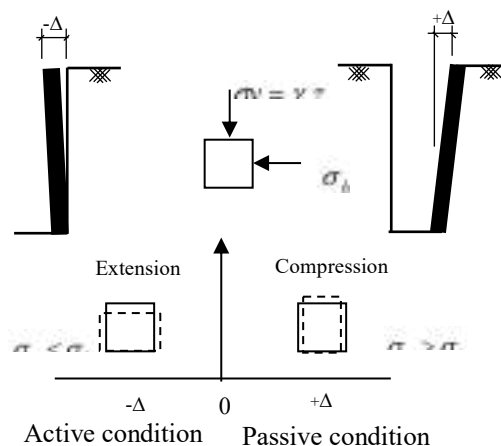 -Δ
+Δ
σ_h
Extension
Compression
-Δ
0
+Δ
Active condition
Passive condition